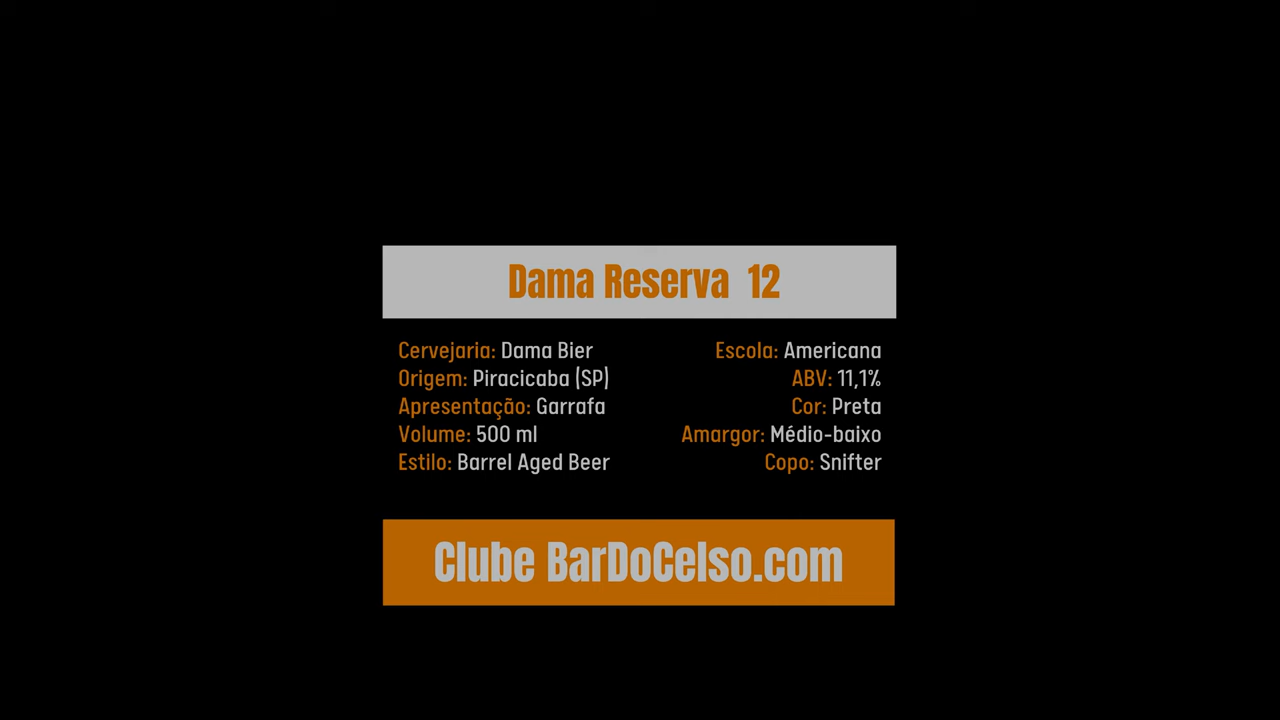 Dama Reserva 12
Cervejaria: Dama Bier
Origem: Piracicaba (SP)
Apresentação: Garrafa
Volume: 500 ml
Estilo: Barrel Aged Beer
Escola: Americana
ABV: 11,1%
Cor: Preta
Amargor: Médio-baixo
Copo: Snifter
Clube BarDoCelso.com